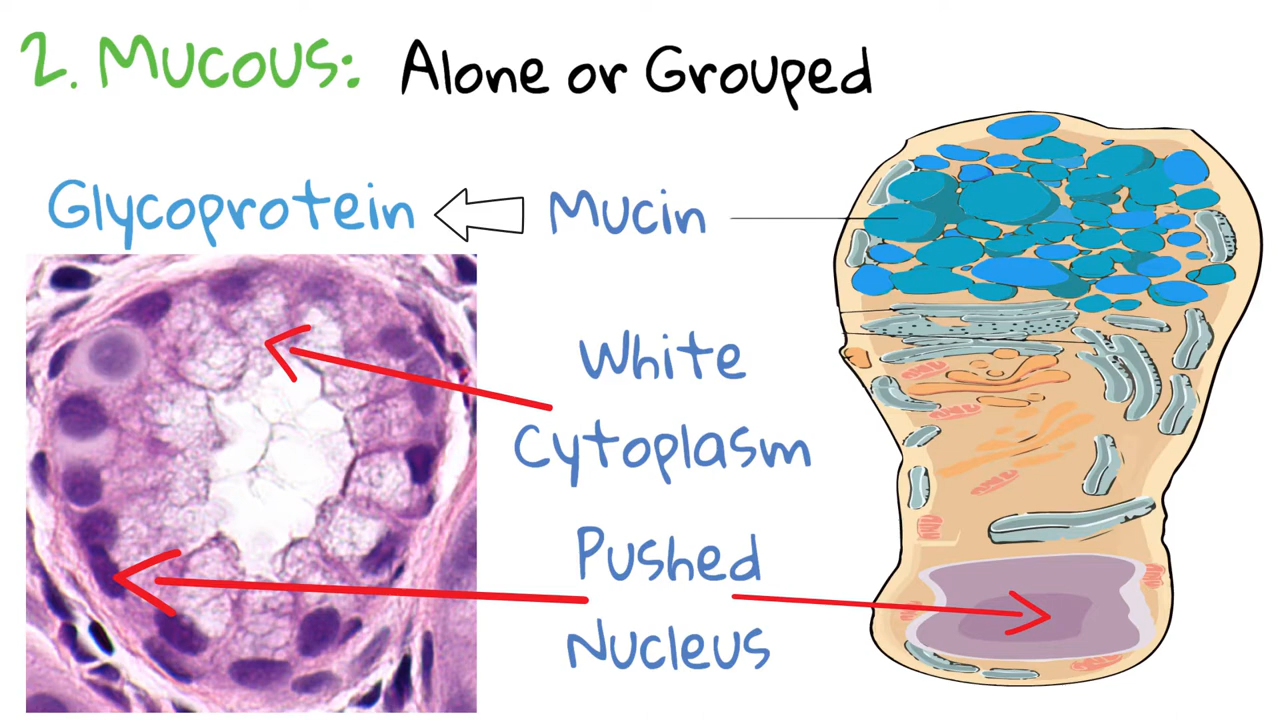 2. Mucous: Alone or Grouped
Glycoprotein
Mucin
White
Cytoplasm
Pushed
Nucleus